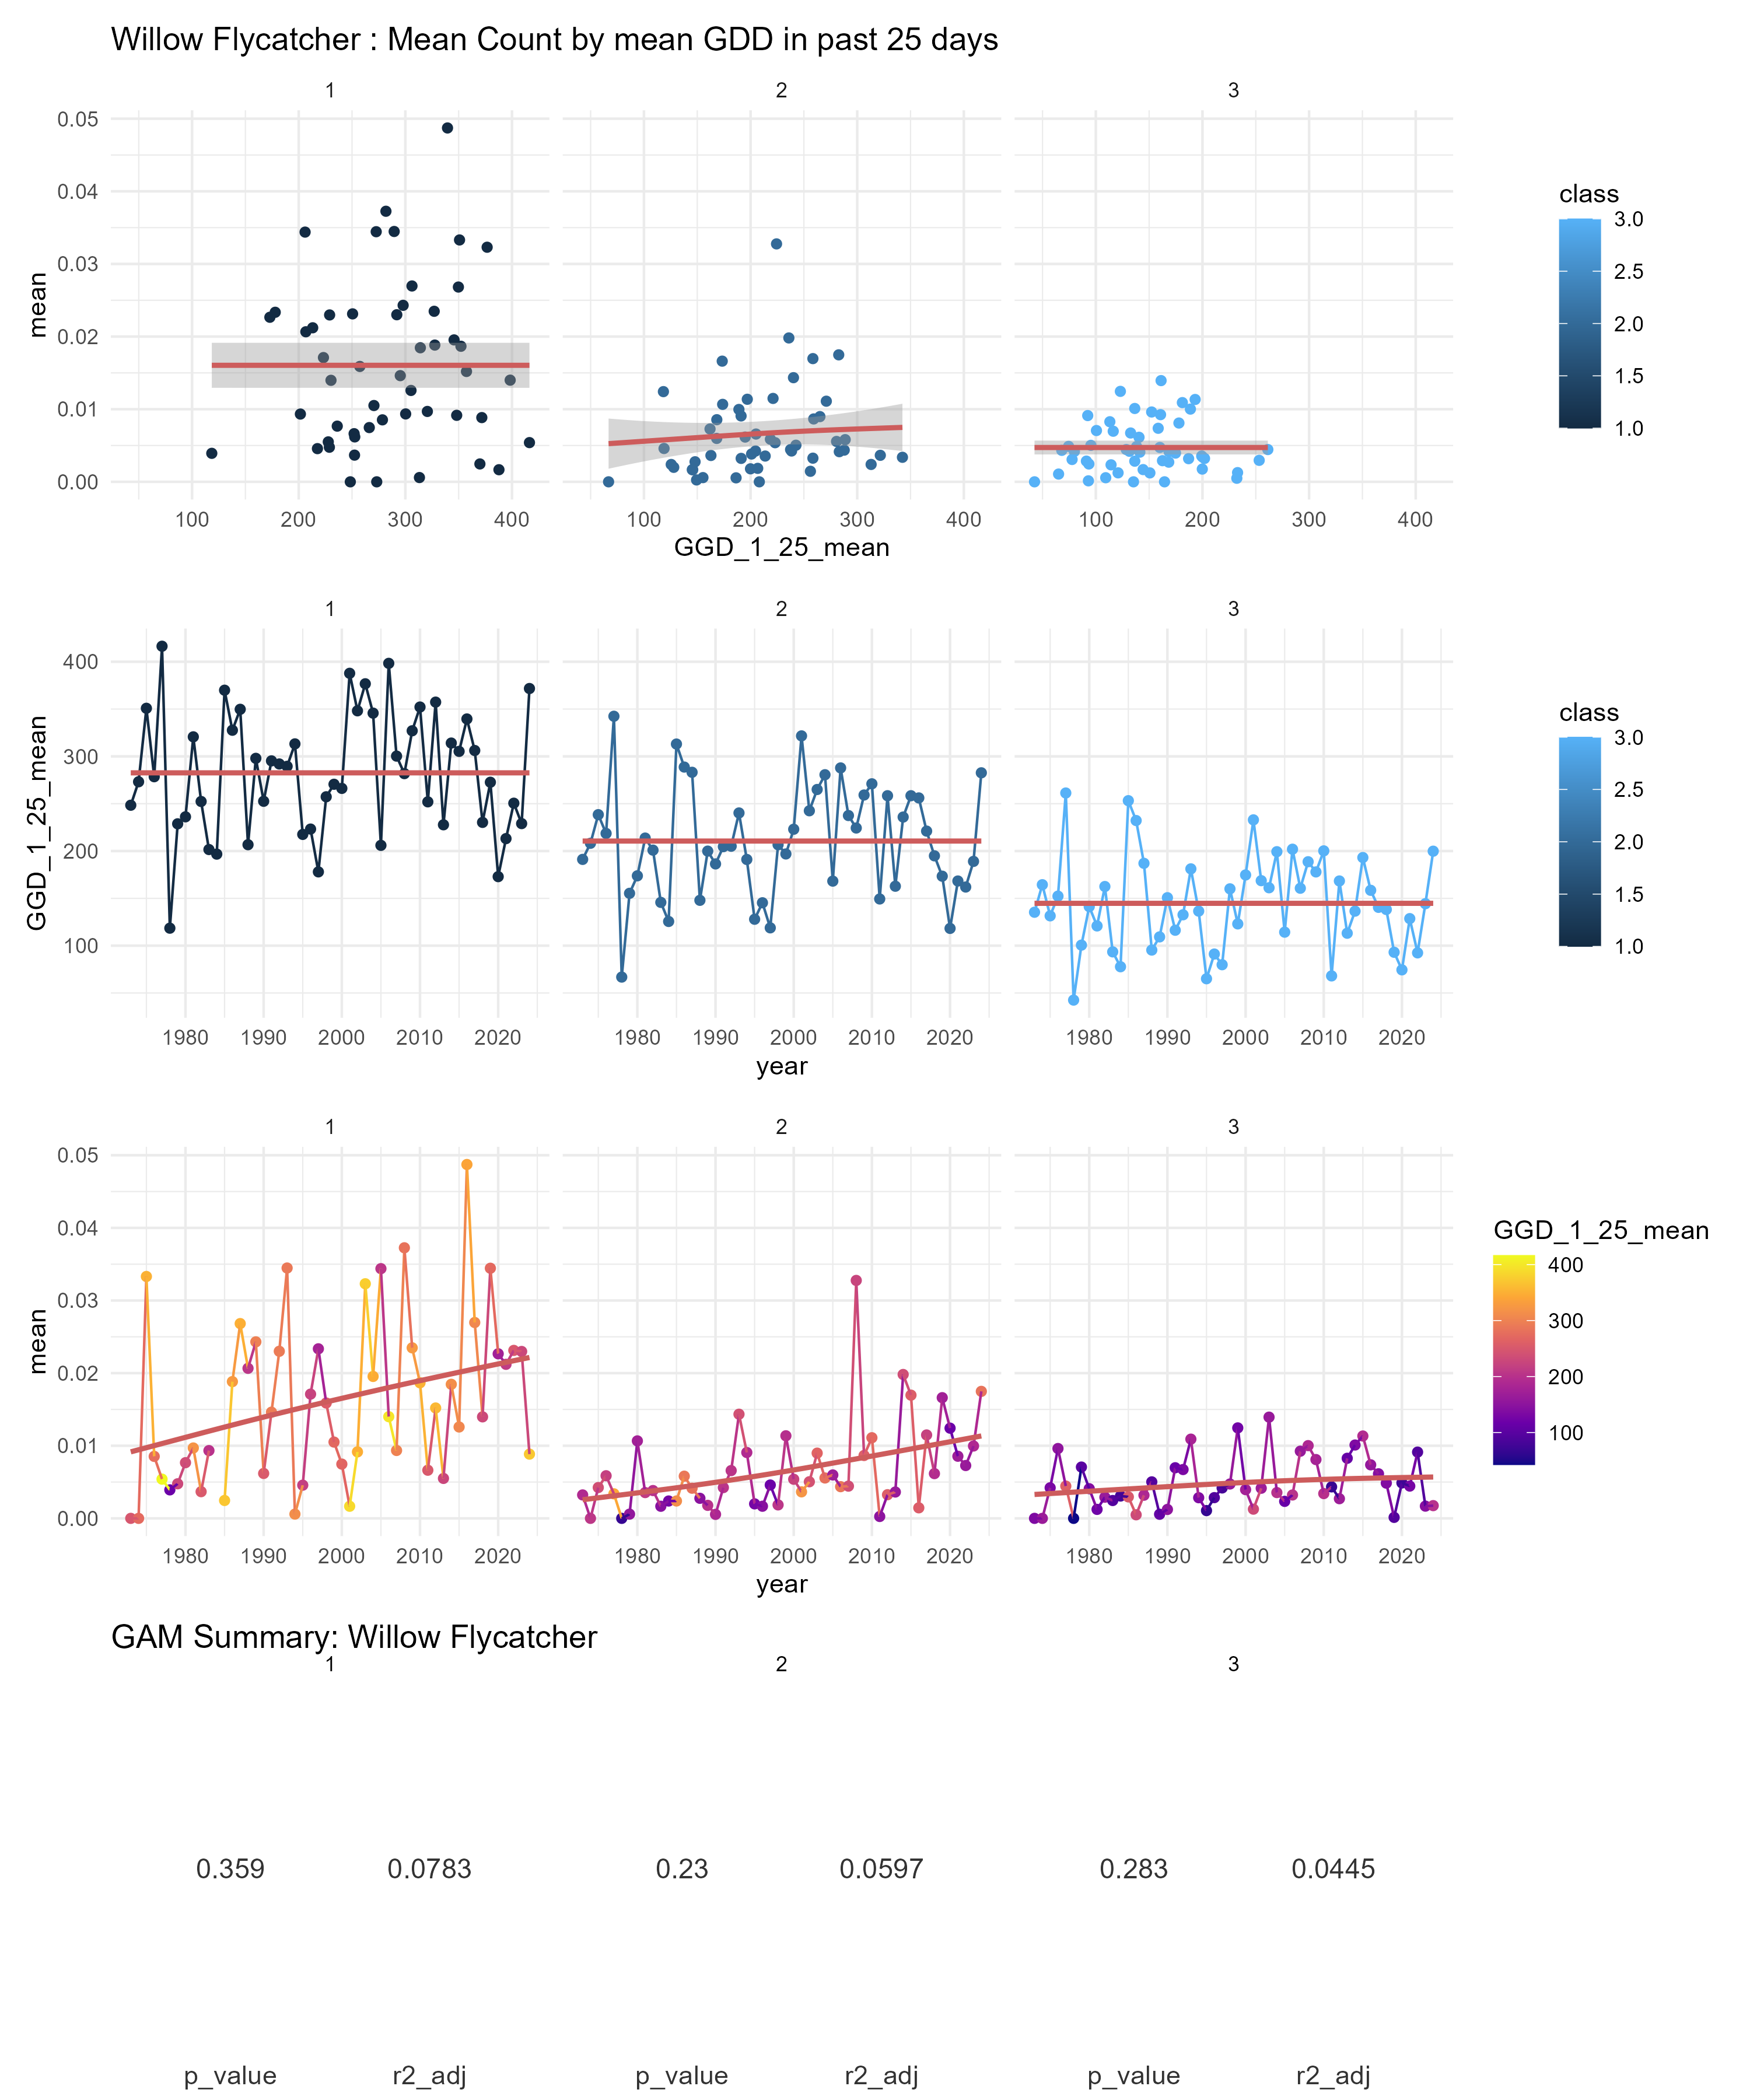 Willow Flycatcher : Mean Count by mean GDD in past 25 days
1 2 3
0.05
0.04
0.03
0.02
0.01
0.00
mean
100 200 300 400 100 200 300 400 100 200 300 400
GGD_1_25_mean
class
3.0
2.5
2.0
1.5
1.0
1 2 3
400
300
200
100
GGD_1_25_mean
1980 1990 2000 2010 2020 1980 1990 2000 2010 2020 1980 1990 2000 2010 2020
year
class
3.0
2.5
2.0
1.5
1.0
1 2 3
0.05
0.04
0.03
0.02
0.01
0.00
mean
1980 1990 2000 2010 2020 1980 1990 2000 2010 2020 1980 1990 2000 2010 2020
year
GGD_1_25_mean
400
300
200
100
GAM Summary: Willow Flycatcher
1 2 3
0.359 0.0783 0.23 0.0597 0.283 0.0445
p_value r2_adj p_value r2_adj p_value r2_adj